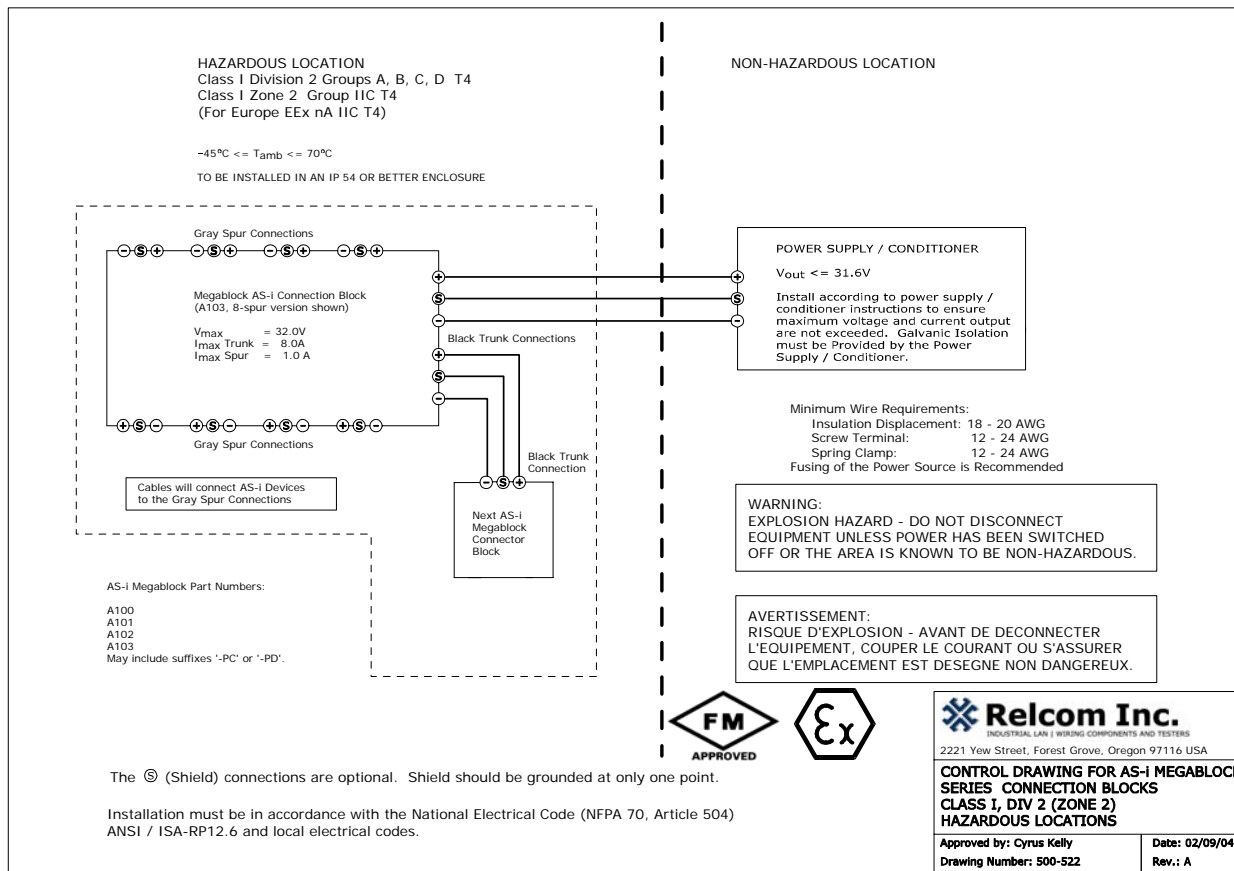 HAZARDOUS LOCATION
Class I Division 2 Groups A, B, C, D T4
Class I Zone 2 Group IIC T4
(For Europe EEx nA IIC T4)
-45°C <= Tamb <= 70°C
TO BE INSTALLED IN AN IP 54 OR BETTER ENCLOSURE
NON-HAZARDOUS LOCATION
Gray Spur Connections
- S + - S + - S + - S +
Megablock AS-i Connection Block
(A103, 8-spur version shown)
Vmax = 32.0V
Imax Trunk = 8.0A
Imax Spur = 1.0 A
+
S
-
Black Trunk Connections
+
S
-
+ S - + S - + S - + S -
Gray Spur Connections
Cables will connect AS-i Devices
to the Gray Spur Connections
Black Trunk
Connection
- S +
Next AS-i
Megablock
Connector
Block
+
S
-
POWER SUPPLY / CONDITIONER
Vout <= 31.6V
Install according to power supply /
conditioner instructions to ensure
maximum voltage and current output
are not exceeded. Galvanic Isolation
must be Provided by the Power
Supply / Conditioner.
Minimum Wire Requirements:
Insulation Displacement: 18 - 20 AWG
Screw Terminal: 12 - 24 AWG
Spring Clamp: 12 - 24 AWG
Fusing of the Power Source is Recommended
WARNING:
EXPLOSION HAZARD - DO NOT DISCONNECT
EQUIPMENT UNLESS POWER HAS BEEN SWITCHED
OFF OR THE AREA IS KNOWN TO BE NON-HAZARDOUS.
AVERTISSEMENT:
RISQUE D'EXPLOSION - AVANT DE DECONNECTER
L'EQUIPEMENT, COUPER LE COURANT OU S'ASSURER
QUE L'EMPLACEMENT EST DESEGNE NON DANGEREUX.
AS-i Megablock Part Numbers:
A100
A101
A102
A103
May include suffixes '-PC' or '-PD'.
FM
APPROVED
Ex
The Ⓢ (Shield) connections are optional. Shield should be grounded at only one point.
Installation must be in accordance with the National Electrical Code (NFPA 70, Article 504)
ANSI / ISA-RP12.6 and local electrical codes.
Relcom Inc.
INDUSTRIAL LAN | WIRING COMPONENTS AND TESTERS
2221 Yew Street, Forest Grove, Oregon 97116 USA
CONTROL DRAWING FOR AS-i MEGABLOCK
SERIES CONNECTION BLOCKS
CLASS I, DIV 2 (ZONE 2)
HAZARDOUS LOCATIONS
Approved by: Cyrus Kelly
Date: 02/09/04
Drawing Number: 500-522
Rev.: A